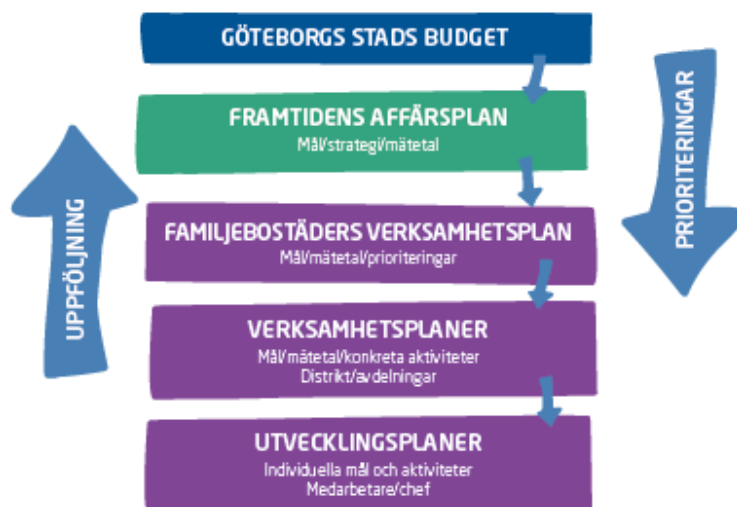 GÖTEBORGS STADS BUDGET
FRAMTIDENS AFFÄRSPLAN
Mål/strategi/mätetal
FAMILJEBOSTÄDERS VERKSAMHETSPLAN
Mål/mätetal/prioriteringar
VERKSAMHETSPLANER
Mål/mätetal/konkreta aktiviteter
Distrikt/avdelningar
UTVECKLINGSPLANER
Individuella mål och aktiviteter
Medarbetare/chef
UPPFÖLJNING
PRIORITERINGAR